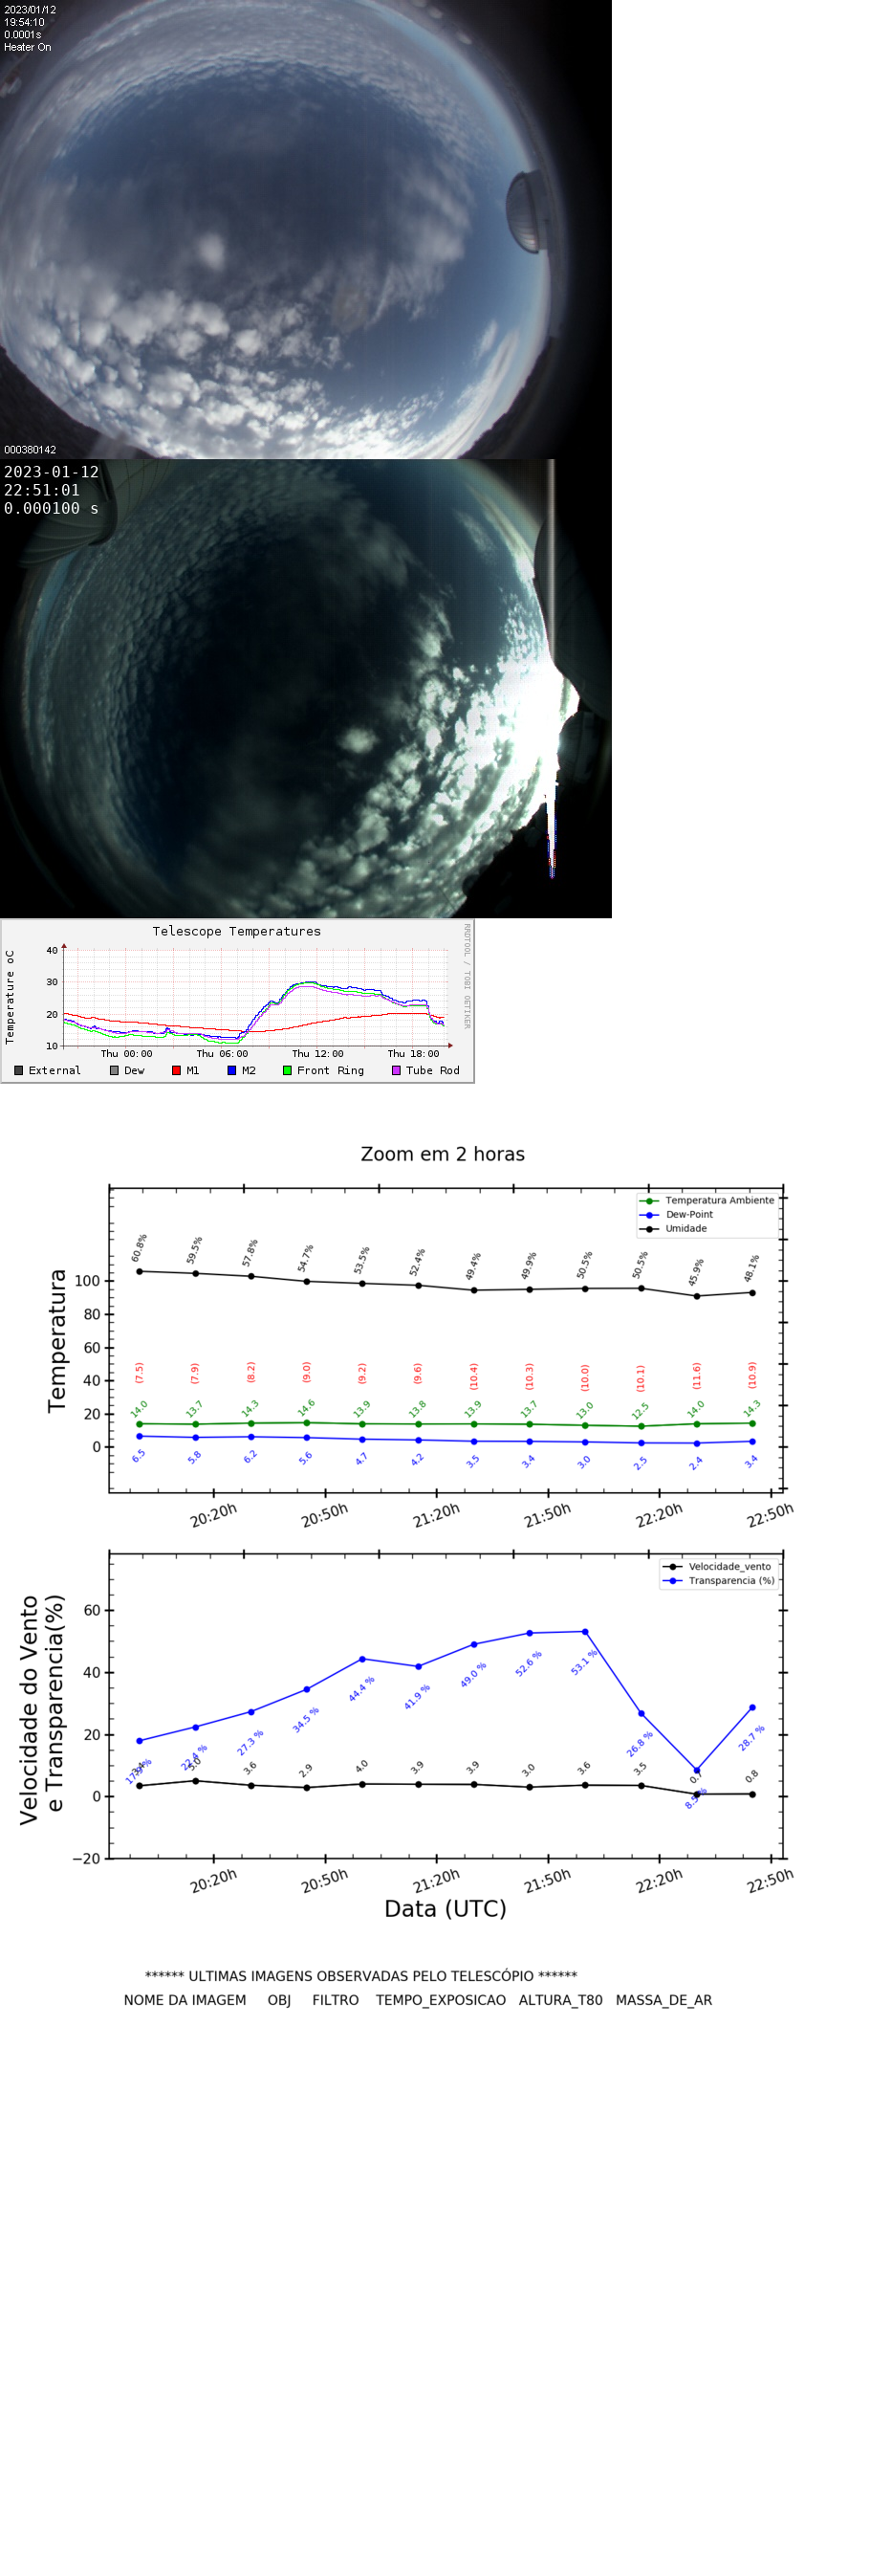 2023/01/12
19:54:10
0.0001s
Heater On
000380142
2023-01-12
22:51:01
0.000100 s
Telescope Temperatures
RRDTOOL / TOBI OETIKER
Temperature oC
40
30
20
10
Thu 00:00 Thu 06:00 Thu 12:00 Thu 18:00
External Dew M1 M2 Front Ring Tube Rod
Zoom em 2 horas
Temperatura Ambiente
Dew-Point
Umidade
Temperatura
100
80
60
40
20
0
60.8% 59.5% 57.8% 54.7% 53.5% 52.4% 49.4% 49.9% 50.5% 50.5% 45.9% 48.1%
(7.5) (7.9) (8.2) (9.0) (9.2) (9.6) (10.4) (10.3) (10.0) (10.1) (11.6) (10.9)
14.0 13.7 14.3 14.6 13.9 13.8 13.9 13.7 13.0 12.5 14.0 14.3
6.5 5.8 6.2 5.6 4.7 4.2 3.5 3.4 3.0 2.5 2.4 3.4
20:20h 20:50h 21:20h 21:50h 22:20h 22:50h
Velocidade_vento
Transparencia (%)
Velocidade do Vento
e Transparencia(%)
60
40
20
0
−20
22.4 % 27.3 % 34.5 % 44.4 % 41.9 % 49.0 % 52.6 % 53.1 % 26.8 % 28.7 %
5.0 3.6 2.9 4.0 3.9 3.9 3.0 3.6 3.5 0.7 0.8
20:20h 20:50h 21:20h 21:50h 22:20h 22:50h
Data (UTC)
****** ULTIMAS IMAGENS OBSERVADAS PELO TELESCÓPIO ******
NOME DA IMAGEM OBJ FILTRO TEMPO_EXPOSICAO ALTURA_T80 MASSA_DE_AR